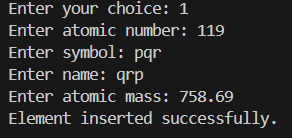 Enter your choice: 1
Enter atomic number: 119
Enter symbol: pqr
Enter name: qrp
Enter atomic mass: 758.69
Element inserted successfully.